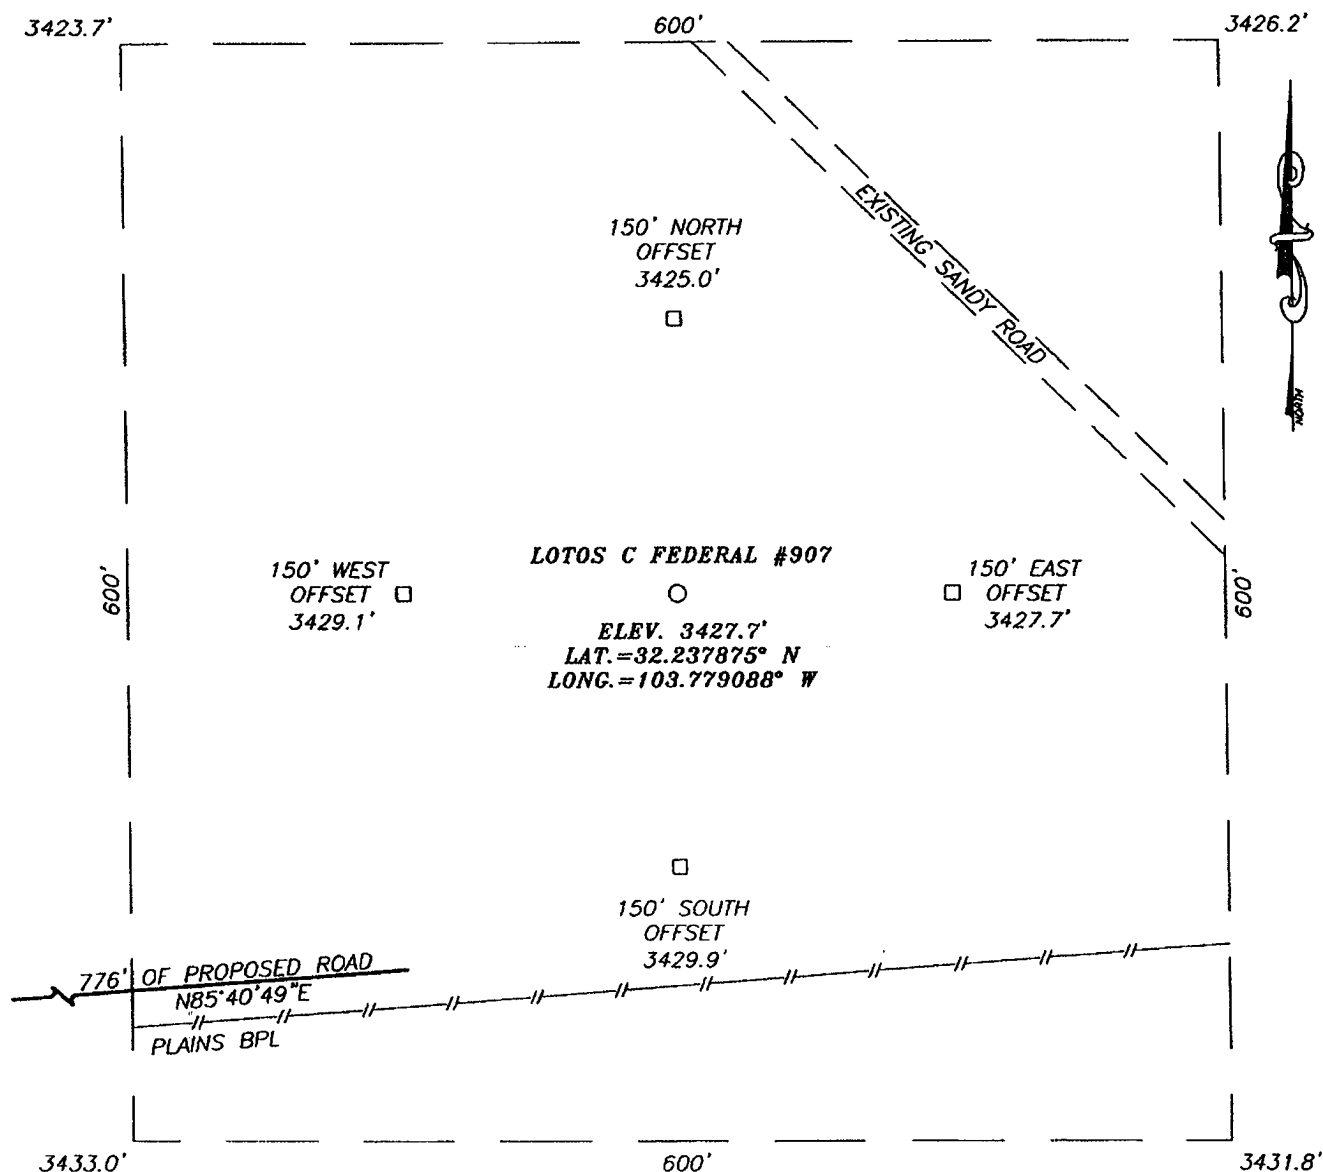 3423.7'
600'
3426.2'
NORTH
150' NORTH
OFFSET
3425.0'
EXISTING SANDY ROAD
600'
150' WEST
OFFSET
3429.1'
LOTOS C FEDERAL #907
ELEV. 3427.7'
LAT.=32.237875° N
LONG.=103.779088° W
150' EAST
OFFSET
3427.7'
600'
150' SOUTH
OFFSET
3429.9'
776' OF PROPOSED ROAD
N85°40'49"E
PLAINS BPL
3433.0'
600'
3431.8'